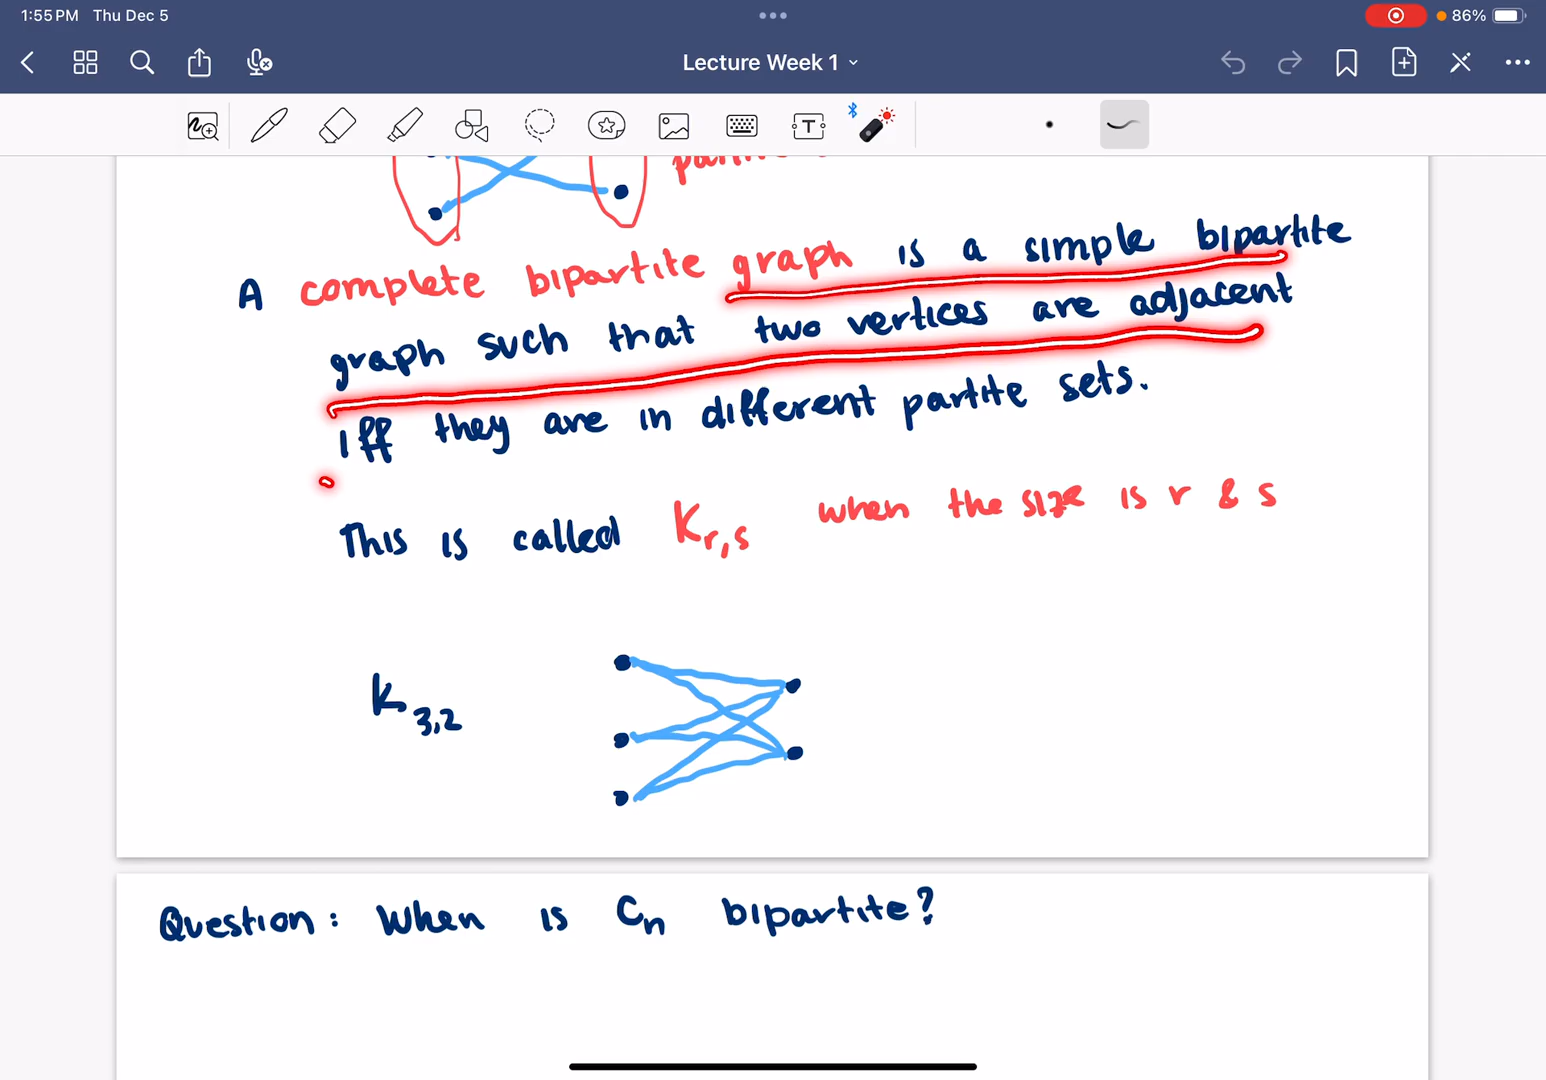 1:55 PM Thu Dec 5
86%
Lecture Week 1
A complete bipartite graph is a simple bipartite
graph such that two vertices are adjacent
iff they are in different partite sets.
This is called Kr,s when the size is r & s
K3,2
Question: When is Cn bipartite?